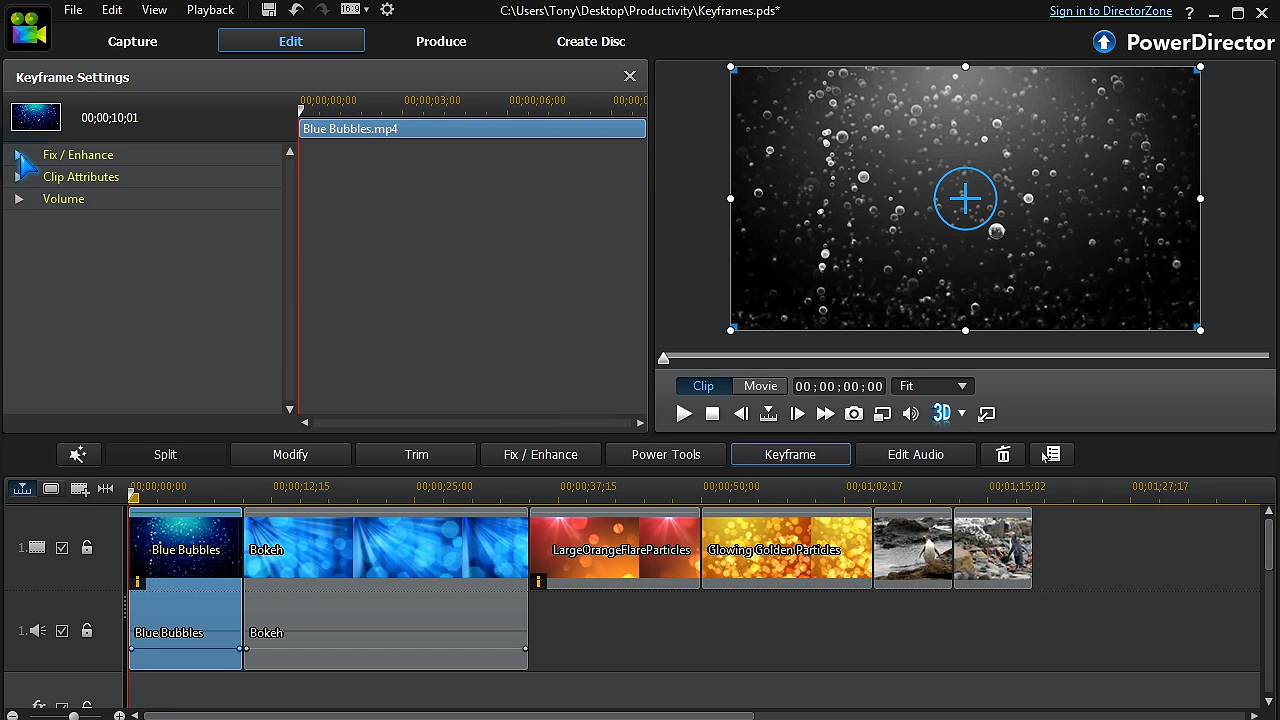 File Edit View Playback 16:9 C:\Users\Tony\Desktop\Productivity\Keyframes.pds* Sign in to DirectorZone ?
Capture Edit Produce Create Disc PowerDirector
Keyframe Settings
00;00;10;01
00;00;00;00 00;00;03;00 00;00;06;00
Blue Bubbles.mp4
Fix / Enhance
Clip Attributes
Volume
Clip Movie 00;00;00;00 Fit
3D
Split Modify Trim Fix / Enhance Power Tools Keyframe Edit Audio
00;00;00;00 00;00;12;15 00;00;25;00 00;00;37;15 00;00;50;00 00;01;02;17 00;01;15;02 00;01;27;17
1. Blue Bubbles Bokeh LargeOrangeFlareParticles Glowing Golden Particles
i i
1. Blue Bubbles Bokeh
fx